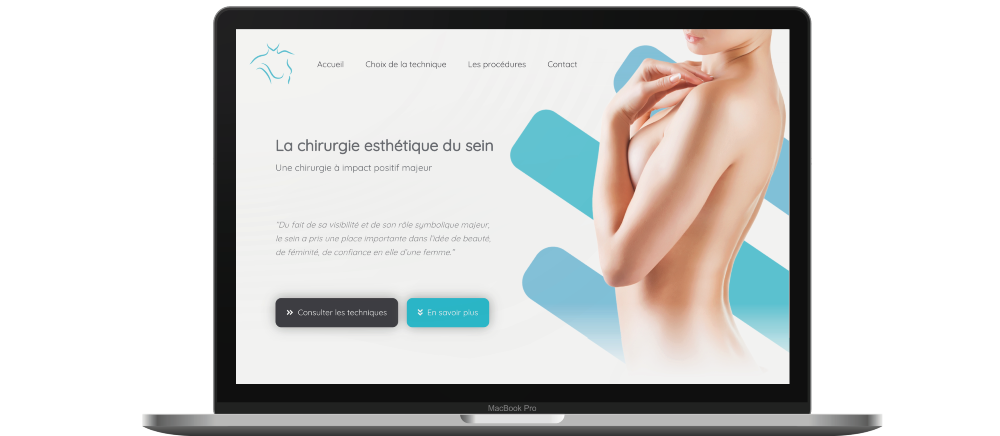 Accueil Choix de la technique Les procédures Contact
La chirurgie esthétique du sein
Une chirurgie à impact positif majeur
"Du fait de sa visibilité et de son rôle symbolique majeur,
le sein a pris une place importante dans l'idée de beauté,
de féminité, de confiance en elle d'une femme."
Consulter les techniques En savoir plus
MacBook Pro